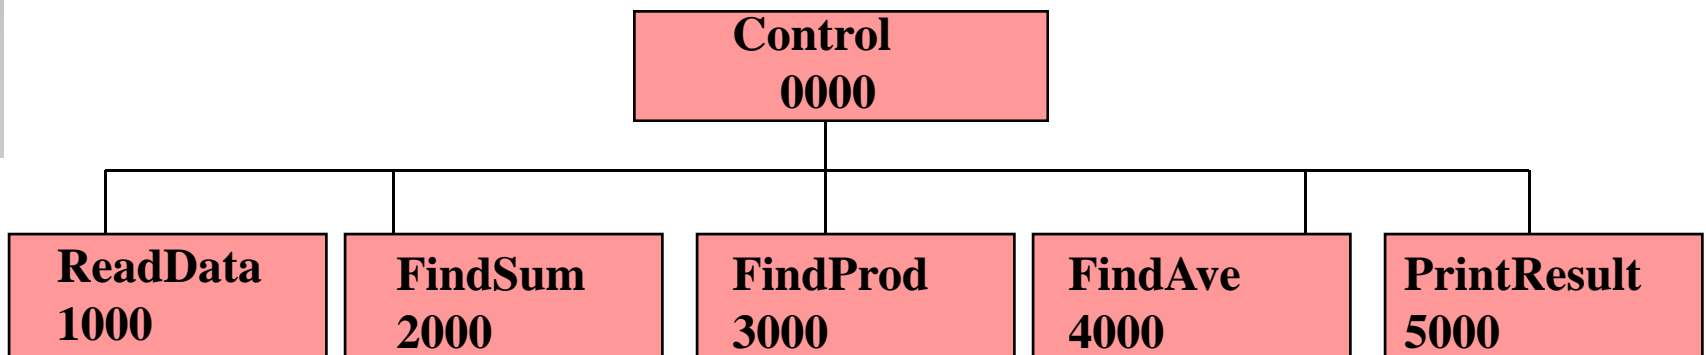 Control
0000
ReadData
1000
FindSum
2000
FindProd
3000
FindAve
4000
PrintResult
5000